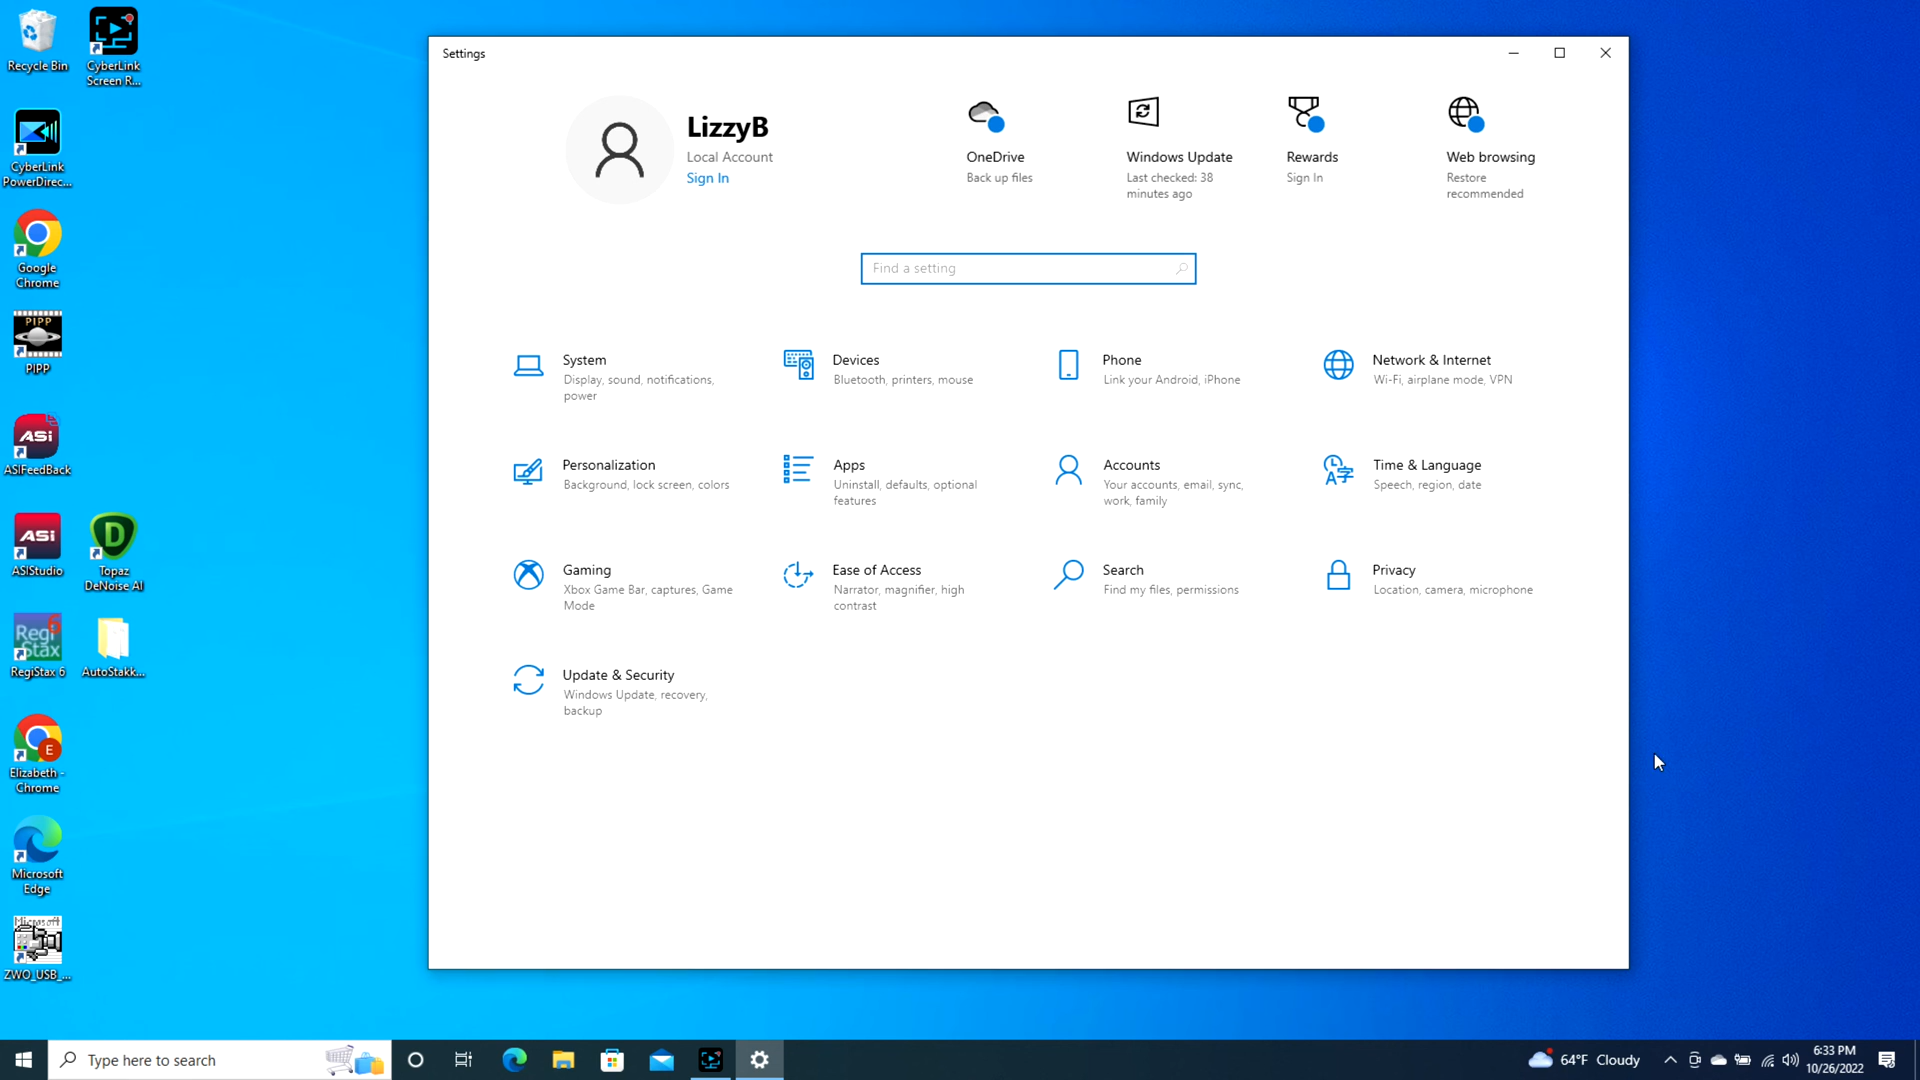 Recycle Bin
CyberLink
Screen R...
CyberLink
PowerDirec...
Google
Chrome
PIPP
PIPP
ASi
ASIFeedBack
ASi
ASIStudio
D
Topaz
DeNoise AI
Regi 6
Stax
RegiStax 6
AutoStakk...
E
Elizabeth -
Chrome
Microsoft
Edge
Microsoft
ZWO_USB_...
Settings
LizzyB
Local Account
Sign In
OneDrive
Back up files
Windows Update
Last checked: 38
minutes ago
Rewards
Sign In
Web browsing
Restore
recommended
Find a setting
System
Display, sound, notifications,
power
Devices
Bluetooth, printers, mouse
Phone
Link your Android, iPhone
Network & Internet
Wi-Fi, airplane mode, VPN
Personalization
Background, lock screen, colors
Apps
Uninstall, defaults, optional
features
Accounts
Your accounts, email, sync,
work, family
Time & Language
Speech, region, date
Gaming
Xbox Game Bar, captures, Game
Mode
Ease of Access
Narrator, magnifier, high
contrast
Search
Find my files, permissions
Privacy
Location, camera, microphone
Update & Security
Windows Update, recovery,
backup
Type here to search
64°F Cloudy
6:33 PM
10/26/2022